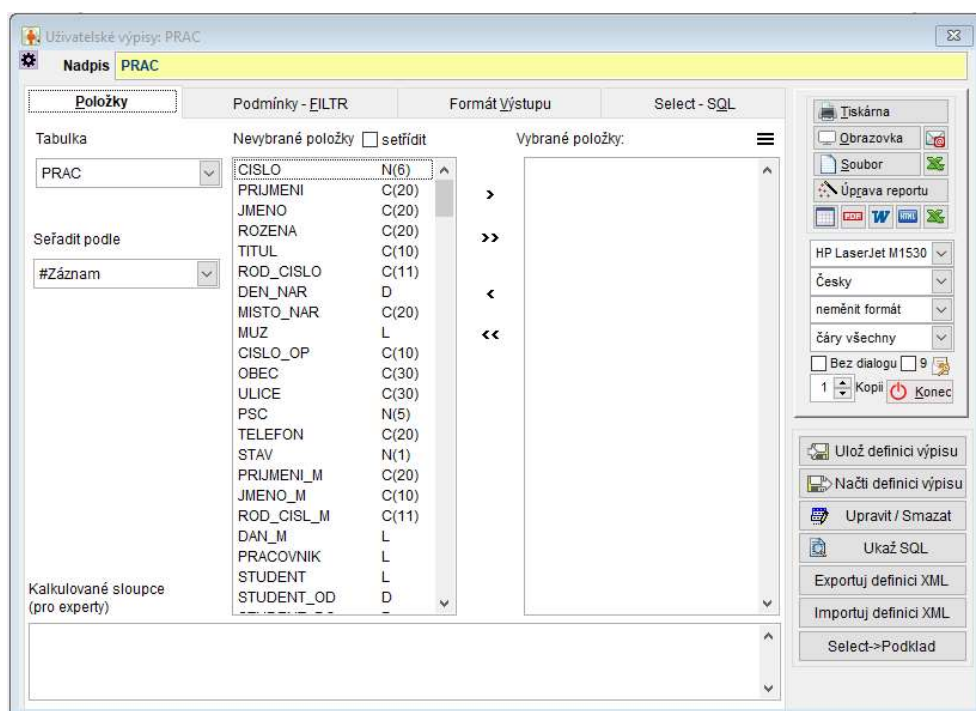 Uživatelské výpisy: PRAC
Nadpis PRAC
Položky
Podmínky - FILTR
Formát Výstupu
Select - SQL
Tabulka
PRAC
Seřadit podle
#Záznam
Nevybrané položky setřídit
CISLO N(6)
PRIJMENI C(20)
JMENO C(20)
ROZENA C(20)
TITUL C(10)
ROD_CISLO C(11)
DEN_NAR D
MISTO_NAR C(20)
MUZ L
CISLO_OP C(10)
OBEC C(30)
ULICE C(30)
PSC N(5)
TELEFON C(20)
STAV N(1)
PRIJMENI_M C(20)
JMENO_M C(10)
ROD_CISL_M C(11)
DAN_M L
PRACOVNIK L
STUDENT L
STUDENT_OD D
>
>>
<
<<
Vybrané položky:
Kalkulované sloupce
(pro experty)
Tiskárna
Obrazovka
Soubor
Úprava reportu
PDF W HTML
HP LaserJet M1530
Česky
neměnit formát
čáry všechny
Bez dialogu 9
1 Kopii Konec
Ulož definici výpisu
Načti definici výpisu
Upravit / Smazat
Ukaž SQL
Exportuj definici XML
Importuj definici XML
Select->Podklad